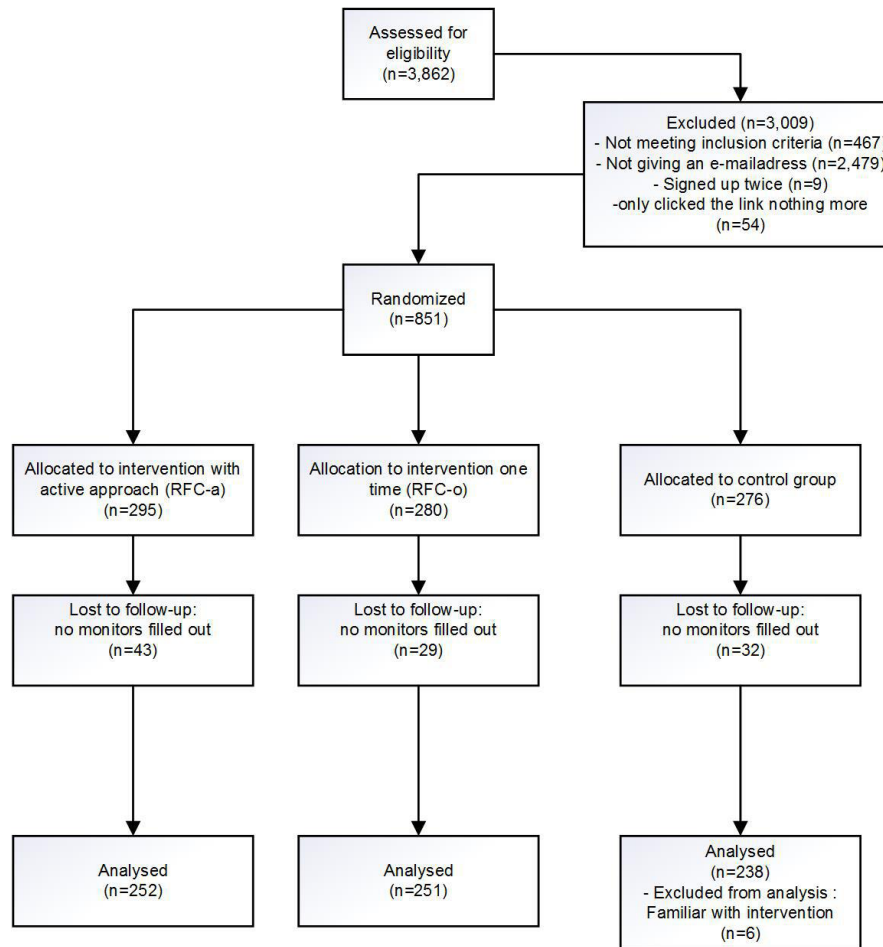 Assessed for
eligibility
(n=3,862)
Excluded (n=3,009)
- Not meeting inclusion criteria (n=467)
- Not giving an e-mailadress (n=2,479)
- Signed up twice (n=9)
-only clicked the link nothing more
(n=54)
Randomized
(n=851)
Allocated to intervention with
active approach (RFC-a)
(n=295)
Allocation to intervention one
time (RFC-o)
(n=280)
Allocated to control group
(n=276)
Lost to follow-up:
no monitors filled out
(n=43)
Lost to follow-up:
no monitors filled out
(n=29)
Lost to follow-up:
no monitors filled out
(n=32)
Analysed
(n=252)
Analysed
(n=251)
Analysed
(n=238)
- Excluded from analysis :
Familiar with intervention
(n=6)